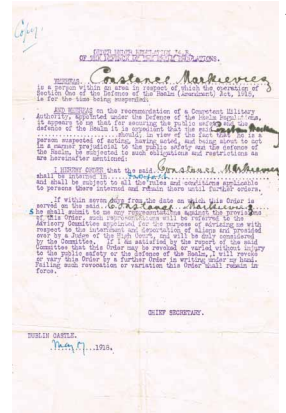 Copy
ORDER UNDER REGULATION 14 B.
OF THE DEFENCE OF THE REALM REGULATIONS.
WHEREAS, Constance Markievicz
is a person within an area in respect of which the operation of
Section One of the Defence of the Realm (Amendment) Act, 1915,
is for the time being suspended.
AND WHEREAS on the recommendation of a Competent Military
Authority, appointed under the Defence of the Realm Regulations,
it appears to me that for securing the public safety and the
defence of the Realm it is expedient that the said Constance Markievicz
should, in view of the fact that he is a
person suspected of acting, having acted, and being about to act
in a manner prejudicial to the public safety and the defence of
the Realm, be subjected to such obligations and restrictions as
are hereinafter mentioned:
I HEREBY ORDER that the said Constance Markievicz
shall be interned in
and shall be subject to all the rules and conditions applicable
to persons there interned and remain there until further orders.
If within seven days from the date on which this Order is
served on the said Constance Markievicz
s he shall submit to me any representations against the provisions
of this Order, such representations will be referred to the
Advisory Committee appointed for the purpose of advising me with
respect to the internment and deportation of aliens and presided
over by a Judge of the High Court, and will be duly considered
by the Committee. If I am satisfied by the report of the said
Committee that this Order may be revoked or varied without injury
to the public safety or the defence of the Realm, I will revoke
or vary this Order by a further Order in writing under my hand.
Failing such revocation or variation this Order shall remain in
force.
CHIEF SECRETARY.
DUBLIN CASTLE.
May 17, 1918.